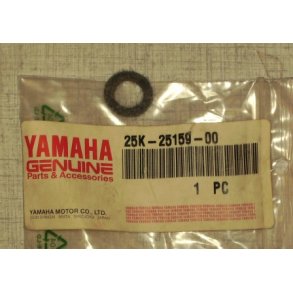 YAMAHA
GENUINE
Parts & Accessories
YAMAHA MOTOR CO., LTD.
25K-25159-00
1 PC